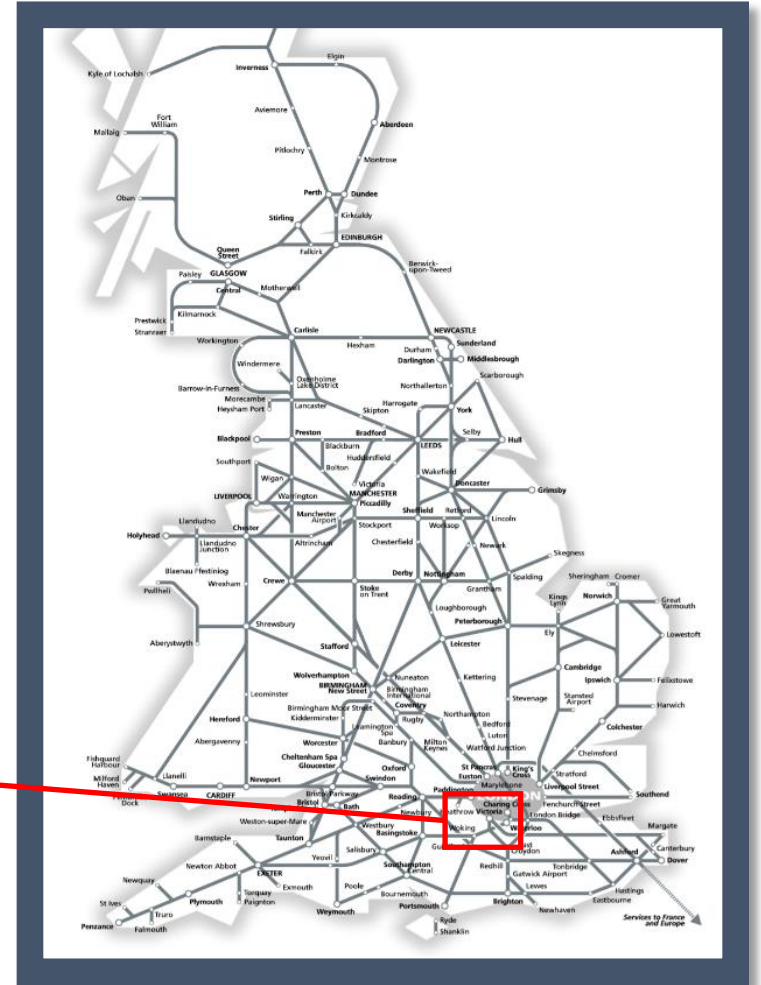 Elgin
Inverness
Kyle of Lochalsh
Aviemore
Fort
William
Aberdeen
Mallaig
Pitlochry
Montrose
Perth
Dundee
Oban
Stirling
Kirkcaldy
EDINBURGH
Queen
Street
Falkirk
Berwick-
upon-Tweed
Paisley
GLASGOW
Central
Motherwell
Prestwick
Kilmarnock
Stranraer
Carlisle
NEWCASTLE
Workington
Hexham
Sunderland
Durham
Darlington
Middlesbrough
Windermere
Scarborough
Oxenholme
Lake District
Barrow-in-Furness
Northallerton
Morecambe
Heysham Port
Lancaster
Harrogate
York
Skipton
Preston
Bradford
Selby
Blackpool
Blackburn
LEEDS
Hull
Huddersfield
Southport
Bolton
Wakefield
Wigan
Victoria
Doncaster
MANCHESTER
Piccadilly
Grimsby
LIVERPOOL
Warrington
Manchester
Airport
Sheffield
Retford
Llandudno
Stockport
Worksop
Lincoln
Holyhead
Chester
Altrincham
Chesterfield
Llandudno
Junction
Newark
Skegness
Blaenau Ffestiniog
Crewe
Derby
Nottingham
Spalding
Sheringham
Cromer
Pwllheli
Wrexham
Stoke
on Trent
Grantham
Kings
Lynn
Norwich
Great
Yarmouth
Loughborough
Shrewsbury
Peterborough
Ely
Lowestoft
Aberystwyth
Stafford
Leicester
Wolverhampton
Nuneaton
Kettering
Cambridge
BIRMINGHAM
New Street
Birmingham
International
Ipswich
Felixstowe
Leominster
Stevenage
Stansted
Airport
Birmingham Moor Street
Coventry
Harwich
Hereford
Kidderminster
Rugby
Northampton
Leamington
Spa
Bedford
Colchester
Abergavenny
Worcester
Banbury
Milton
Keynes
Luton
Watford Junction
Chelmsford
Cheltenham Spa
Gloucester
Oxford
St Pancras
King's
Cross
Stratford
Fishguard
Harbour
Euston
Marylebone
Llanelli
Newport
Swindon
Paddington
Liverpool Street
Milford
Haven
Swansea
CARDIFF
Bristol Parkway
Reading
Charing Cross
Fenchurch Street
Southend
Dock
Bristol
Bath
Newbury
Victoria
London Bridge
Ebbsfleet
Weston-super-Mare
Westbury
Woking
Waterloo
Margate
Barnstaple
Taunton
Basingstoke
Croydon
Canterbury
Salisbury
Redhill
Tonbridge
Ashford
Dover
Newton Abbot
Yeovil
Southampton
Central
Gatwick Airport
Newquay
EXETER
Exmouth
Poole
Lewes
Hastings
St Ives
Torquay
Paignton
Bournemouth
Eastbourne
Truro
Plymouth
Weymouth
Portsmouth
Brighton
Newhaven
Penzance
Falmouth
Ryde
Shanklin
Services to France
and Europe